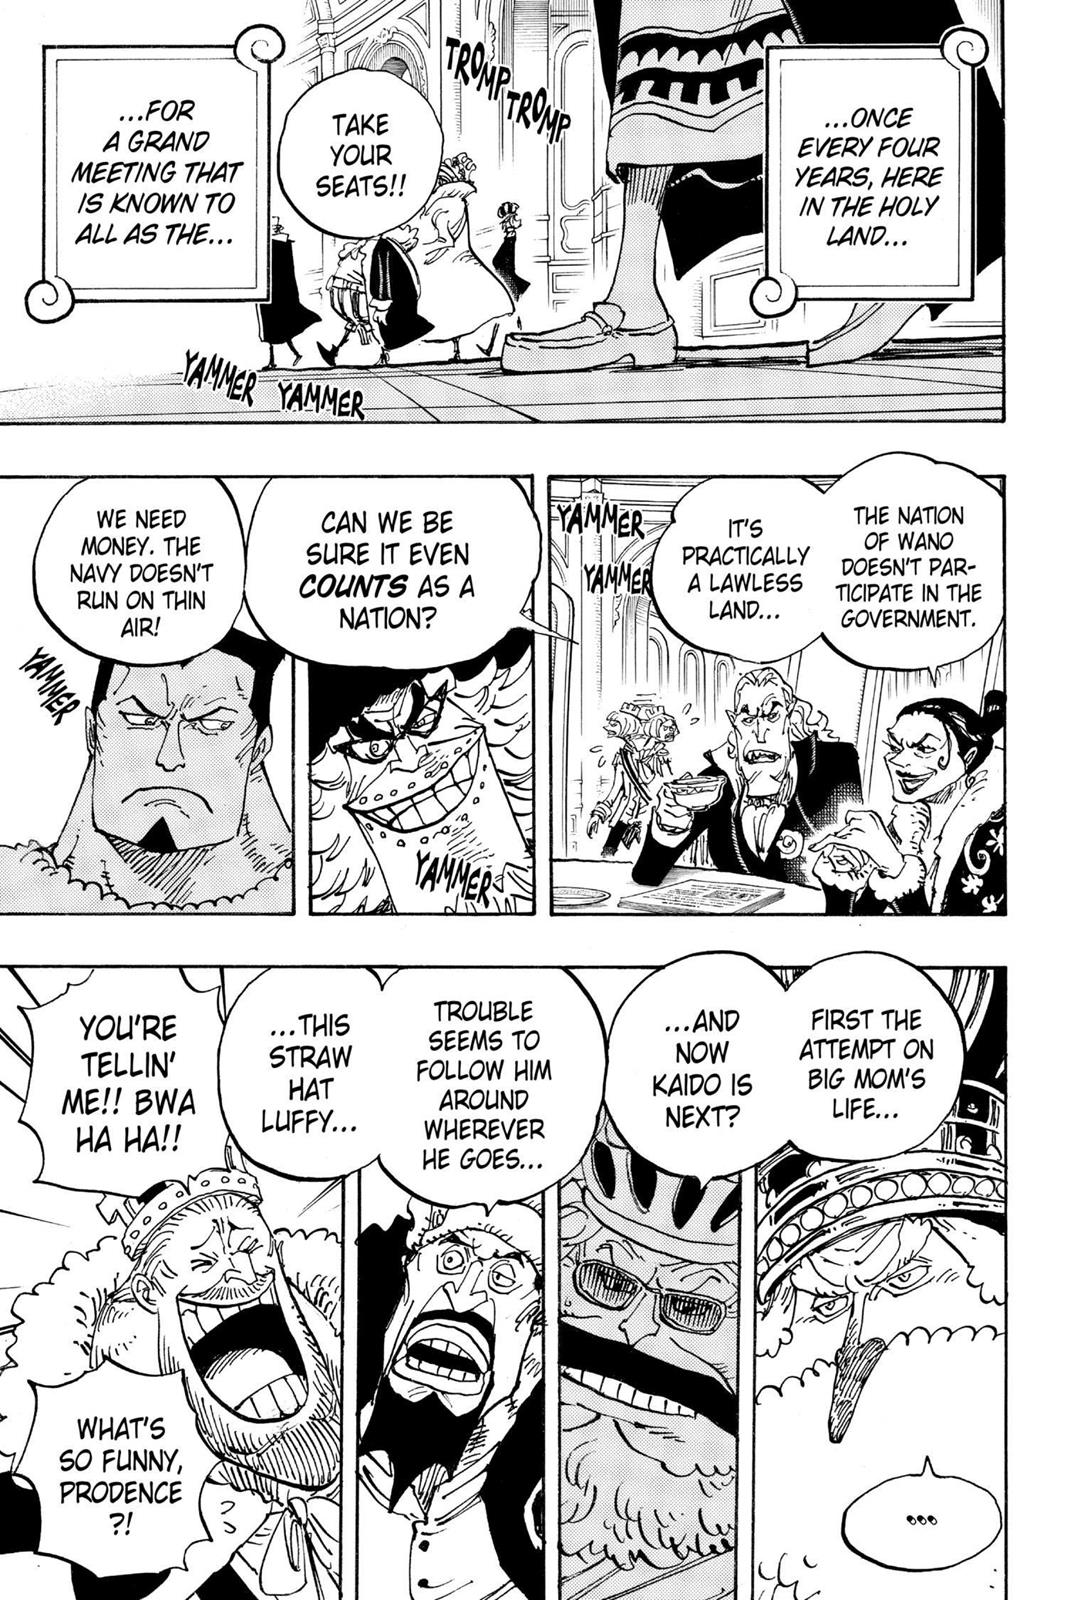 ...ONCE
EVERY FOUR
YEARS, HERE
IN THE HOLY
LAND...
TROMP
TROMP
TAKE
YOUR
SEATS!!
...FOR
A GRAND
MEETING THAT
IS KNOWN TO
ALL AS THE...
YAMMER
YAMMER
THE NATION
OF WANO
DOESN'T PAR-
TICIPATE IN THE
GOVERNMENT.
IT'S
PRACTICALLY
A LAWLESS
LAND...
YAMMER
YAMMER
CAN WE BE
SURE IT EVEN
COUNTS AS A
NATION?
YAMMER
WE NEED
MONEY. THE
NAVY DOESN'T
RUN ON THIN
AIR!
YAMMER
FIRST THE
ATTEMPT ON
BIG MOM'S
LIFE...
...
...AND
NOW
KAIDO IS
NEXT?
TROUBLE
SEEMS TO
FOLLOW HIM
AROUND
WHEREVER
HE GOES...
...THIS
STRAW
HAT
LUFFY...
YOU'RE
TELLIN'
ME!! BWA
HA HA!!
WHAT'S
SO FUNNY,
PRODENCE
?!